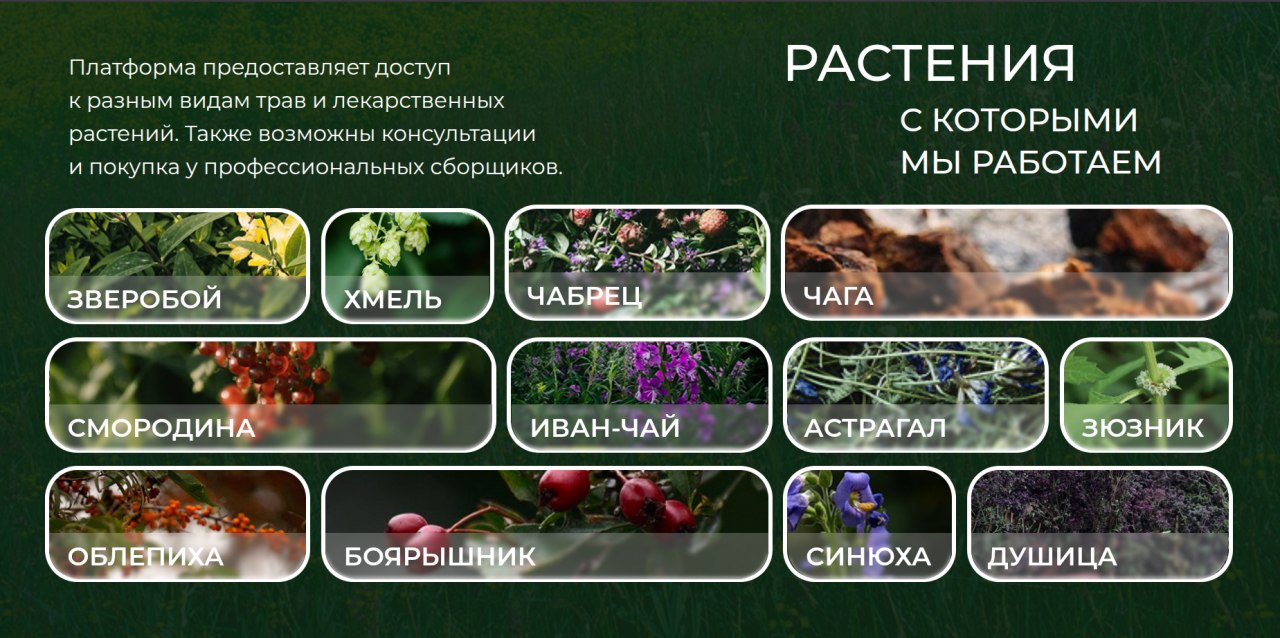 Платформа предоставляет доступ
к разным видам трав и лекарственных
растений. Также возможны консультации
и покупка у профессиональных сборщиков.
РАСТЕНИЯ
С КОТОРЫМИ
МЫ РАБОТАЕМ
ЗВЕРОБОЙ
ХМЕЛЬ
ЧАБРЕЦ
ЧАГА
СМОРОДИНА
ИВАН-ЧАЙ
АСТРАГАЛ
ЗЮЗНИК
ОБЛЕПИХА
БОЯРЫШНИК
СИНЮХА
ДУШИЦА